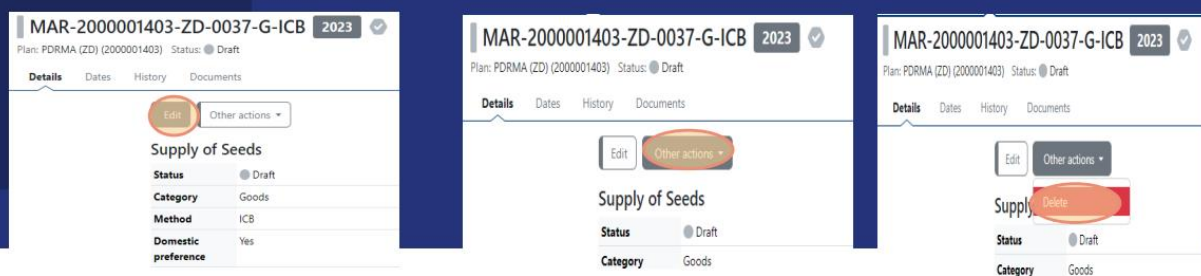 MAR-2000001403-ZD-0037-G-ICB 2023
Plan: PDRMA (ZD) (2000001403) Status: Draft
Details Dates History Documents
Edit Other actions
Supply of Seeds
Status Draft
Category Goods
Method ICB
Domestic preference Yes
MAR-2000001403-ZD-0037-G-ICB 2023
Plan: PDRMA (ZD) (2000001403) Status: Draft
Details Dates History Documents
Edit Other actions
Supply of Seeds
Status Draft
Category Goods
MAR-2000001403-ZD-0037-G-ICB 2023
Plan: PDRMA (ZD) (2000001403) Status: Draft
Details Dates History Documents
Edit Other actions
Supply Delete
Status Draft
Category Goods